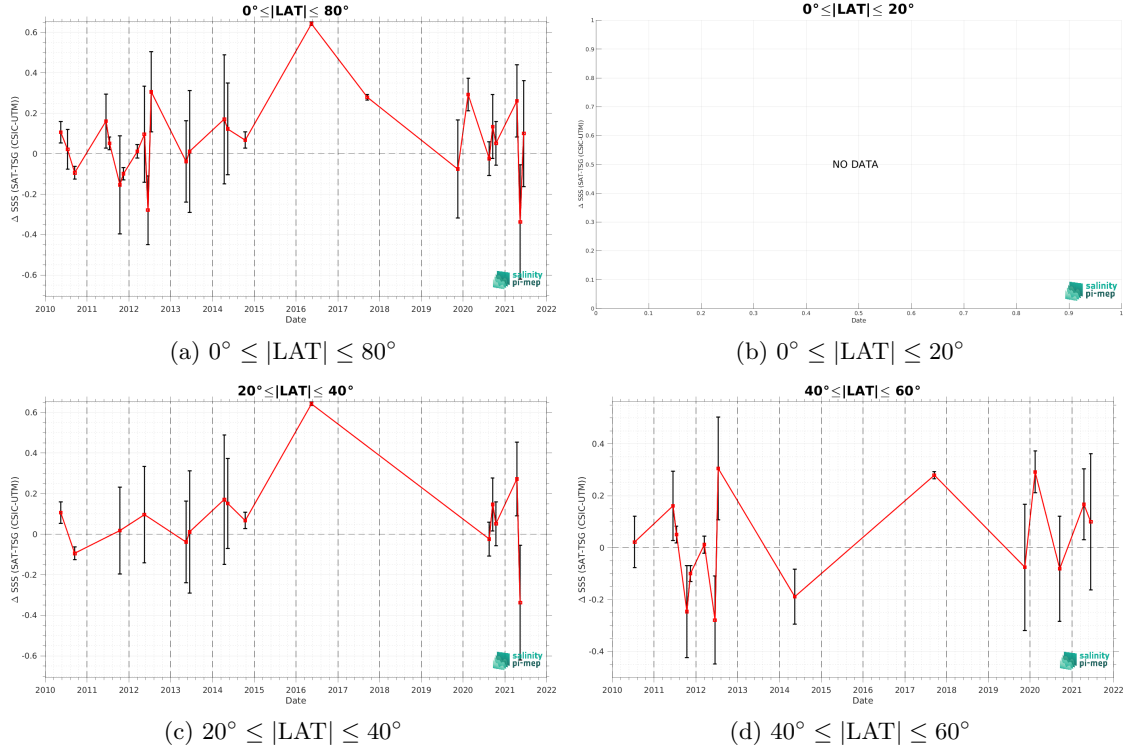 0°≤|LAT|≤ 80°
Δ SSS (SAT-TSG (CSIC-UTM))
0.6
0.4
0.2
0
-0.2
-0.4
-0.6
2010 2011 2012 2013 2014 2015 2016 2017 2018 2019 2020 2021 2022
Date
salinity
pi-mep
(a) 0° ≤ |LAT| ≤ 80°
0°≤|LAT|≤ 20°
Δ SSS (SAT-TSG (CSIC-UTM))
1
0.9
0.8
0.7
0.6
0.5
0.4
0.3
0.2
0.1
0
NO DATA
0 0.1 0.2 0.3 0.4 0.5 0.6 0.7 0.8 0.9 1
Date
salinity
pi-mep
(b) 0° ≤ |LAT| ≤ 20°
20°≤|LAT|≤ 40°
Δ SSS (SAT-TSG (CSIC-UTM))
0.6
0.4
0.2
0
-0.2
-0.4
-0.6
2010 2011 2012 2013 2014 2015 2016 2017 2018 2019 2020 2021 2022
Date
salinity
pi-mep
(c) 20° ≤ |LAT| ≤ 40°
40°≤|LAT|≤ 60°
Δ SSS (SAT-TSG (CSIC-UTM))
0.4
0.2
0
-0.2
-0.4
2010 2011 2012 2013 2014 2015 2016 2017 2018 2019 2020 2021 2022
Date
salinity
pi-mep
(d) 40° ≤ |LAT| ≤ 60°